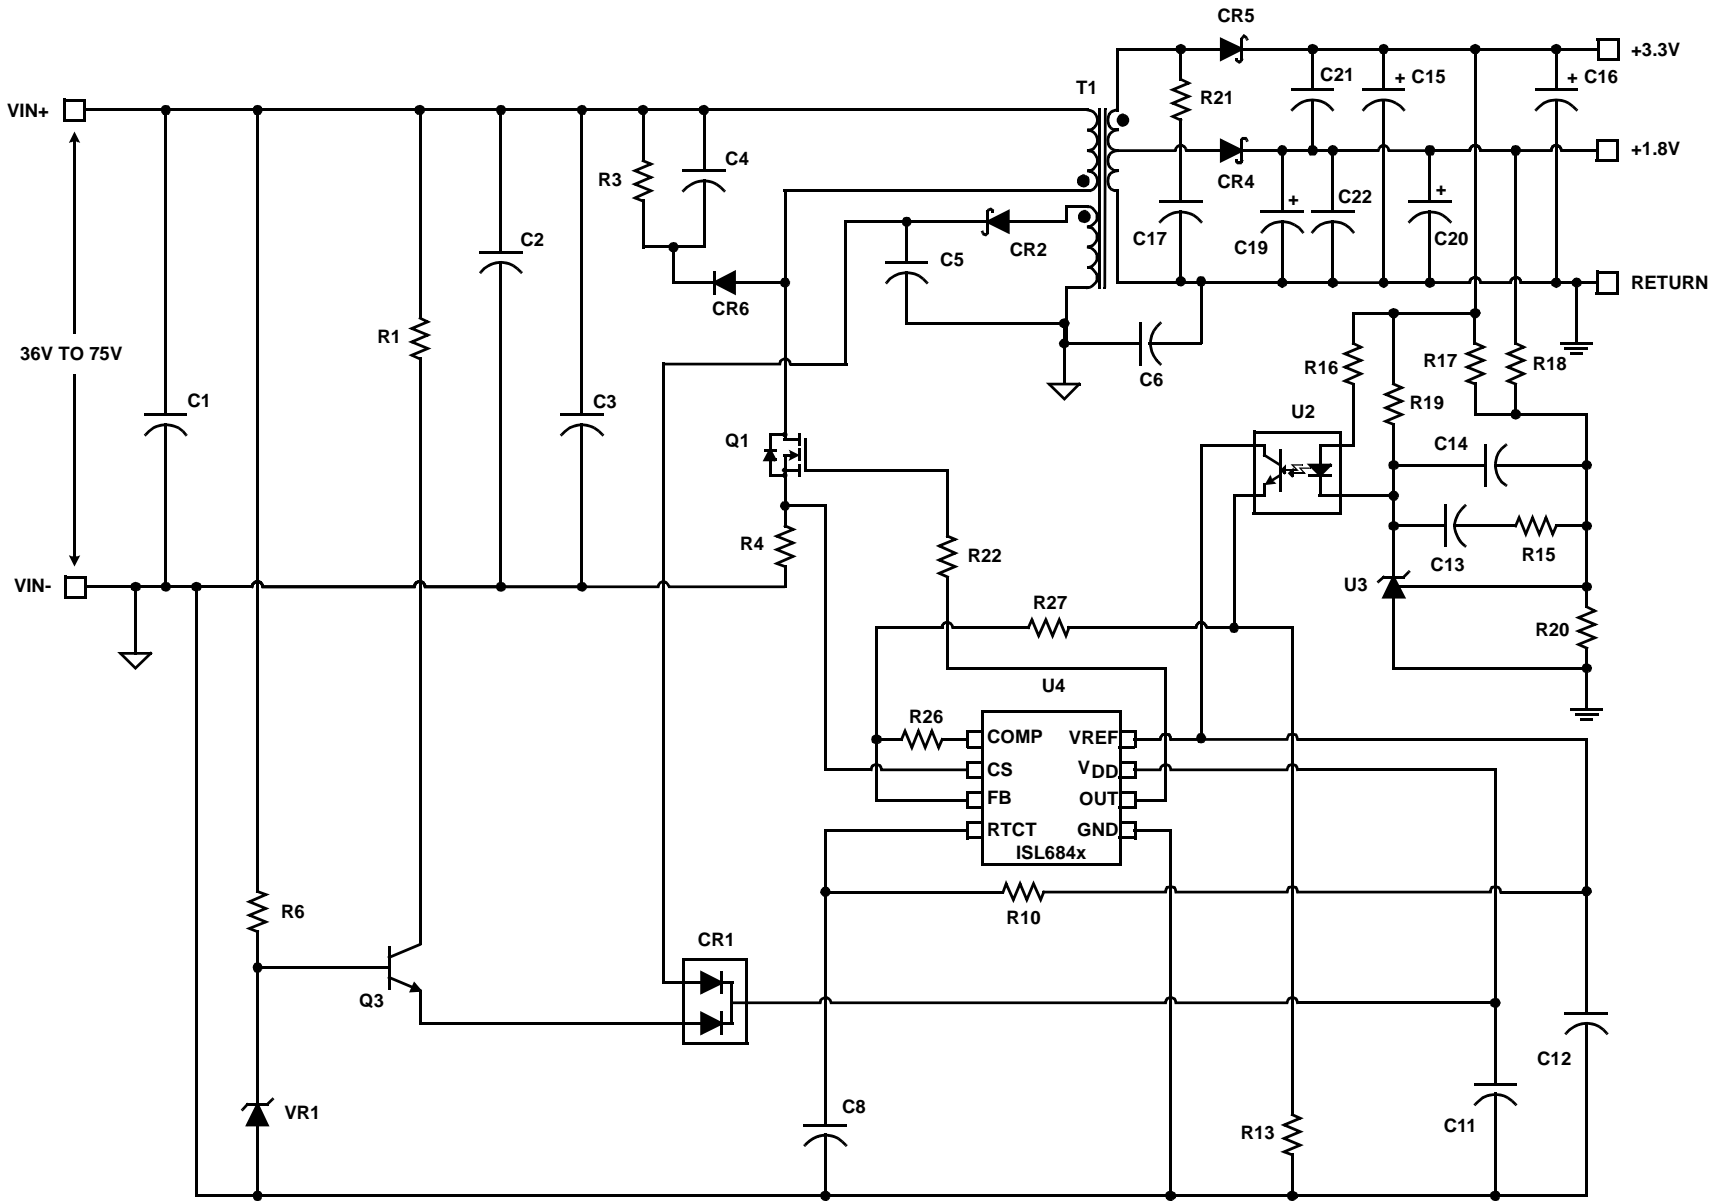 CR5
+3.3V
T1
C21
+ C15
+ C16
VIN+
R21
+1.8V
C4
R3
CR4
+
C22
+
C17
C19
C20
C2
C5
CR2
RETURN
CR6
R1
36V TO 75V
C6
R16
R17
R18
C1
C3
R19
U2
Q1
C14
R4
R22
C13
R15
VIN-
U3
R27
R20
U4
R26
COMP
VREF
CS
VDD
FB
OUT
RTCT
GND
ISL684x
R6
R10
CR1
Q3
C12
VR1
C8
C11
R13